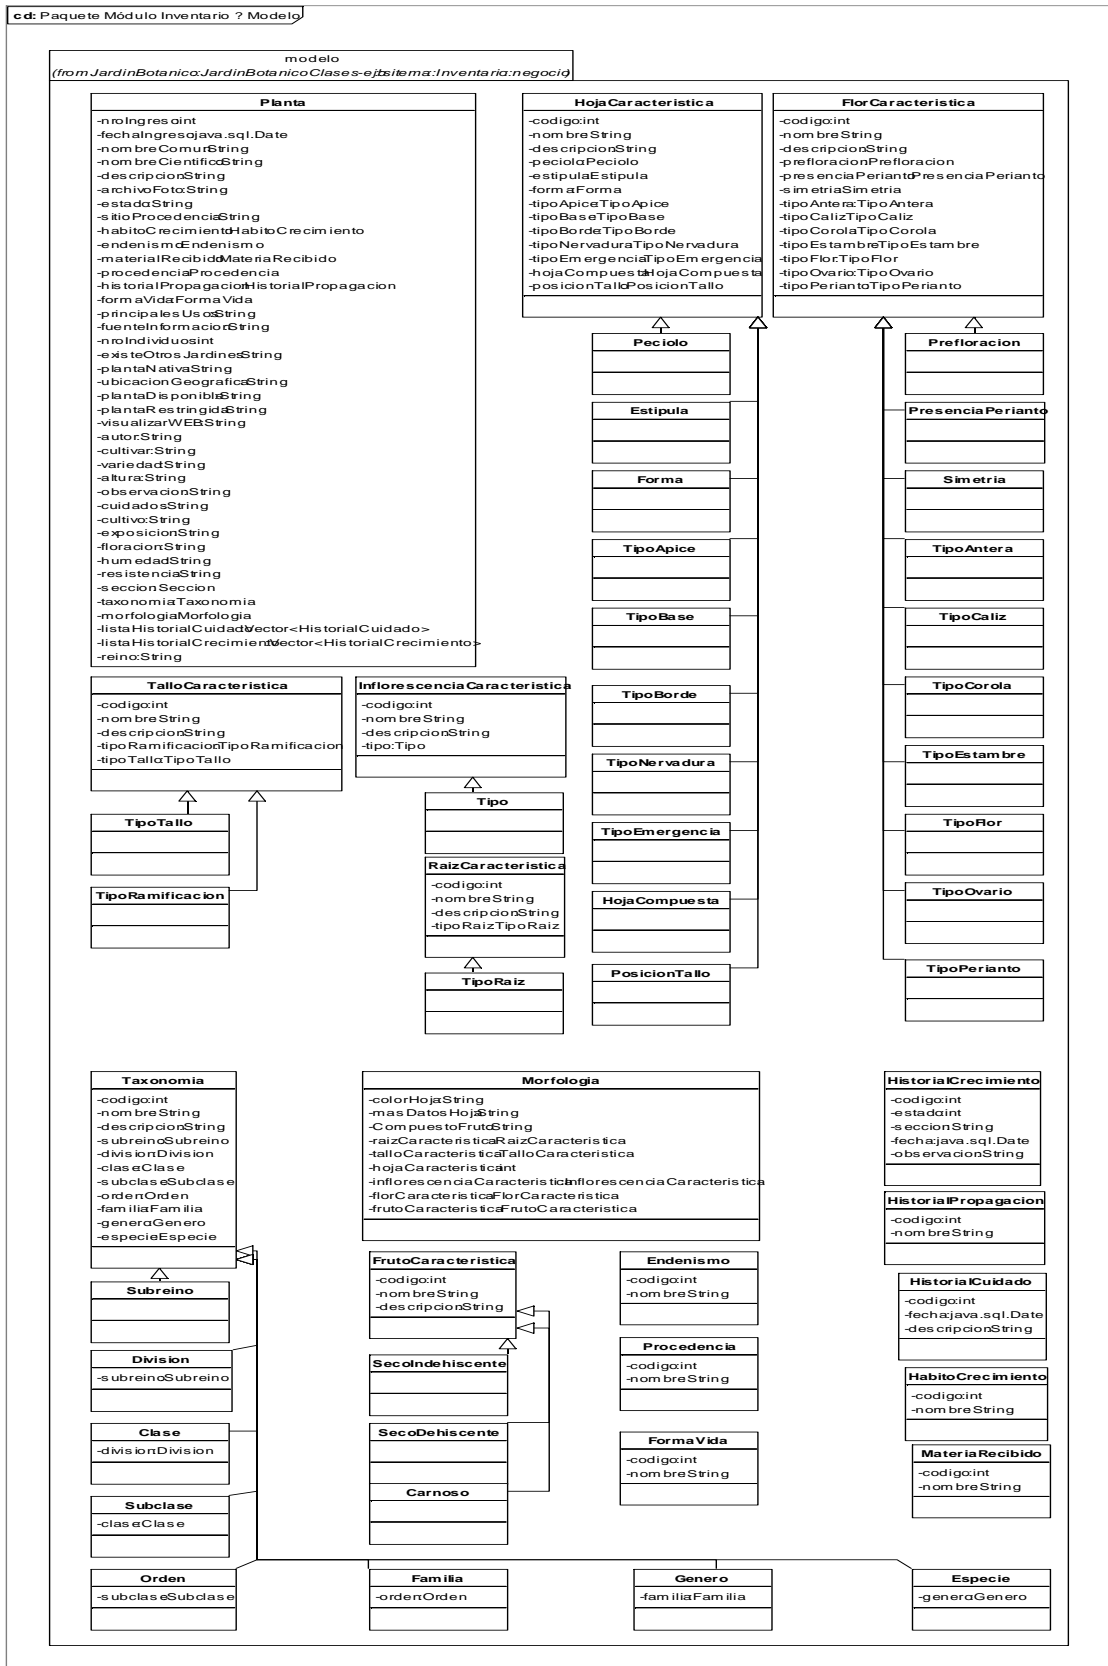 cd: Paquete Módulo Inventario ? Modelo
modelo
(from JardinBotanico:JardinBotanicoClases-ejbsitema::Inventario:negocio)
Planta
-nroIngreso:int
-fechaIngreso:java.sql.Date
-nombreComun:String
-nombreCientifico:String
-descripcion:String
-archivoFoto:String
-estado:String
-sitioProcedencia:String
-habitoCrecimiento:HabitoCrecimiento
-endenismo:Endenismo
-materialRecibido:MateriaRecibido
-procedencia:Procedencia
-historialPropagacion:HistorialPropagacion
-formaVida:FormaVida
-principalesUsos:String
-fuenteInformacion:String
-nroIndividuos:int
-existeOtrosJardines:String
-plantaNativa:String
-ubicacionGeografica:String
-plantaDisponible:String
-plantaRestringida:String
-visualizarWEB:String
-autor:String
-cultivar:String
-variedad:String
-altura:String
-observacion:String
-cuidados:String
-cultivo:String
-exposicion:String
-floracion:String
-humedad:String
-resistencia:String
-seccion:Seccion
-taxonomia:Taxonomia
-morfologia:Morfologia
-listaHistorialCuidado:Vector<HistorialCuidado>
-listaHistorialCrecimiento:Vector<HistorialCrecimiento>
-reino:String
HojaCaracteristica
-codigo:int
-nombre:String
-descripcion:String
-peciolo:Peciolo
-estipula:Estipula
-forma:Forma
-tipoApice:TipoApice
-tipoBase:TipoBase
-tipoBorde:TipoBorde
-tipoNervadura:TipoNervadura
-tipoEmergencia:TipoEmergencia
-hojaCompuesta:HojaCompuesta
-posicionTallo:PosicionTallo
FlorCaracteristica
-codigo:int
-nombre:String
-descripcion:String
-prefloracion:Prefloracion
-presenciaPerianto:PresenciaPerianto
-simetria:Simetria
-tipoAntera:TipoAntera
-tipoCaliz:TipoCaliz
-tipoCorola:TipoCorola
-tipoEstambre:TipoEstambre
-tipoFlor:TipoFlor
-tipoOvario:TipoOvario
-tipoPerianto:TipoPerianto
Peciolo
Estipula
Forma
TipoApice
TipoBase
TipoBorde
TipoNervadura
TipoEmergencia
HojaCompuesta
PosicionTallo
Prefloracion
PresenciaPerianto
Simetria
TipoAntera
TipoCaliz
TipoCorola
TipoEstambre
TipoFlor
TipoOvario
TipoPerianto
TalloCaracteristica
-codigo:int
-nombre:String
-descripcion:String
-tipoRamificacion:TipoRamificacion
-tipoTallo:TipoTallo
InflorescenciaCaracteristica
-codigo:int
-nombre:String
-descripcion:String
-tipo:Tipo
TipoTallo
TipoRamificacion
Tipo
RaizCaracteristica
-codigo:int
-nombre:String
-descripcion:String
-tipoRaiz:TipoRaiz
TipoRaiz
Taxonomia
-codigo:int
-nombre:String
-descripcion:String
-subreino:Subreino
-division:Division
-clase:Clase
-subclase:Subclase
-orden:Orden
-familia:Familia
-genero:Genero
-especie:Especie
Morfologia
-colorHoja:String
-masDatosHoja:String
-CompuestoFruto:String
-raizCaracteristica:RaizCaracteristica
-talloCaracteristica:TalloCaracteristica
-hojaCaracteristica:int
-inflorescenciaCaracteristica:InflorescenciaCaracteristica
-florCaracteristica:FlorCaracteristica
-frutoCaracteristica:FrutoCaracteristica
HistorialCrecimiento
-codigo:int
-estado:int
-seccion:String
-fecha:java.sql.Date
-observacion:String
HistorialPropagacion
-codigo:int
-nombre:String
HistorialCuidado
-codigo:int
-fecha:java.sql.Date
-descripcion:String
HabitoCrecimiento
-codigo:int
-nombre:String
MateriaRecibido
-codigo:int
-nombre:String
FrutoCaracteristica
-codigo:int
-nombre:String
-descripcion:String
Endenismo
-codigo:int
-nombre:String
Procedencia
-codigo:int
-nombre:String
FormaVida
-codigo:int
-nombre:String
SecoIndehiscente
SecoDehiscente
Carnoso
Subreino
Division
-subreino:Subreino
Clase
-division:Division
Subclase
-clase:Clase
Orden
-subclase:Subclase
Familia
-orden:Orden
Genero
-familia:Familia
Especie
-genero:Genero